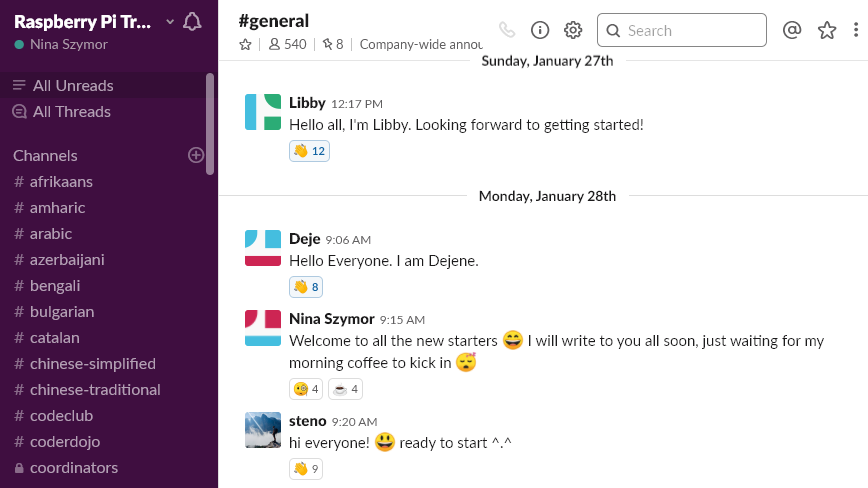 Raspberry Pi Tr...
Nina Szymor
All Unreads
All Threads
Channels
# afrikaans
# amharic
# arabic
# azerbaijani
# bengali
# bulgarian
# catalan
# chinese-simplified
# chinese-traditional
# codeclub
# coderdojo
coordinators
#general
540 | 8 | Company-wide annou
Search
Sunday, January 27th
Libby 12:17 PM
Hello all, I'm Libby. Looking forward to getting started!
👋 12
Monday, January 28th
Deje 9:06 AM
Hello Everyone. I am Dejene.
👋 8
Nina Szymor 9:15 AM
Welcome to all the new starters 😄 I will write to you all soon, just waiting for my
morning coffee to kick in 😴
🧐 4 ☕ 4
steno 9:20 AM
hi everyone! 😃 ready to start ^.^
👋 9